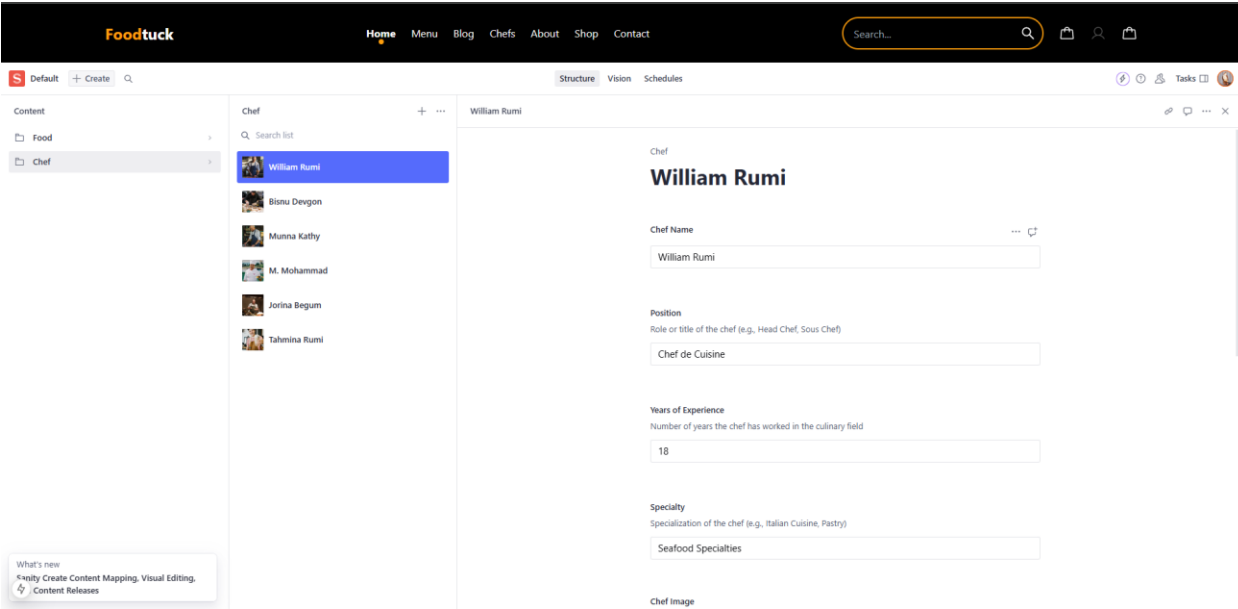 Foodtuck
Home Menu Blog Chefs About Shop Contact
Search...
S Default + Create
Structure Vision Schedules
Tasks
Content
Food
Chef
Chef
Search list
William Rumi
Bisnu Devgon
Munna Kathy
M. Mohammad
Jorina Begum
Tahmina Rumi
William Rumi
Chef
William Rumi
Chef Name
William Rumi
Position
Role or title of the chef (e.g., Head Chef, Sous Chef)
Chef de Cuisine
Years of Experience
Number of years the chef has worked in the culinary field
18
Specialty
Specialization of the chef (e.g., Italian Cuisine, Pastry)
Seafood Specialties
Chef Image
What's new
Sanity Create Content Mapping, Visual Editing,
Content Releases